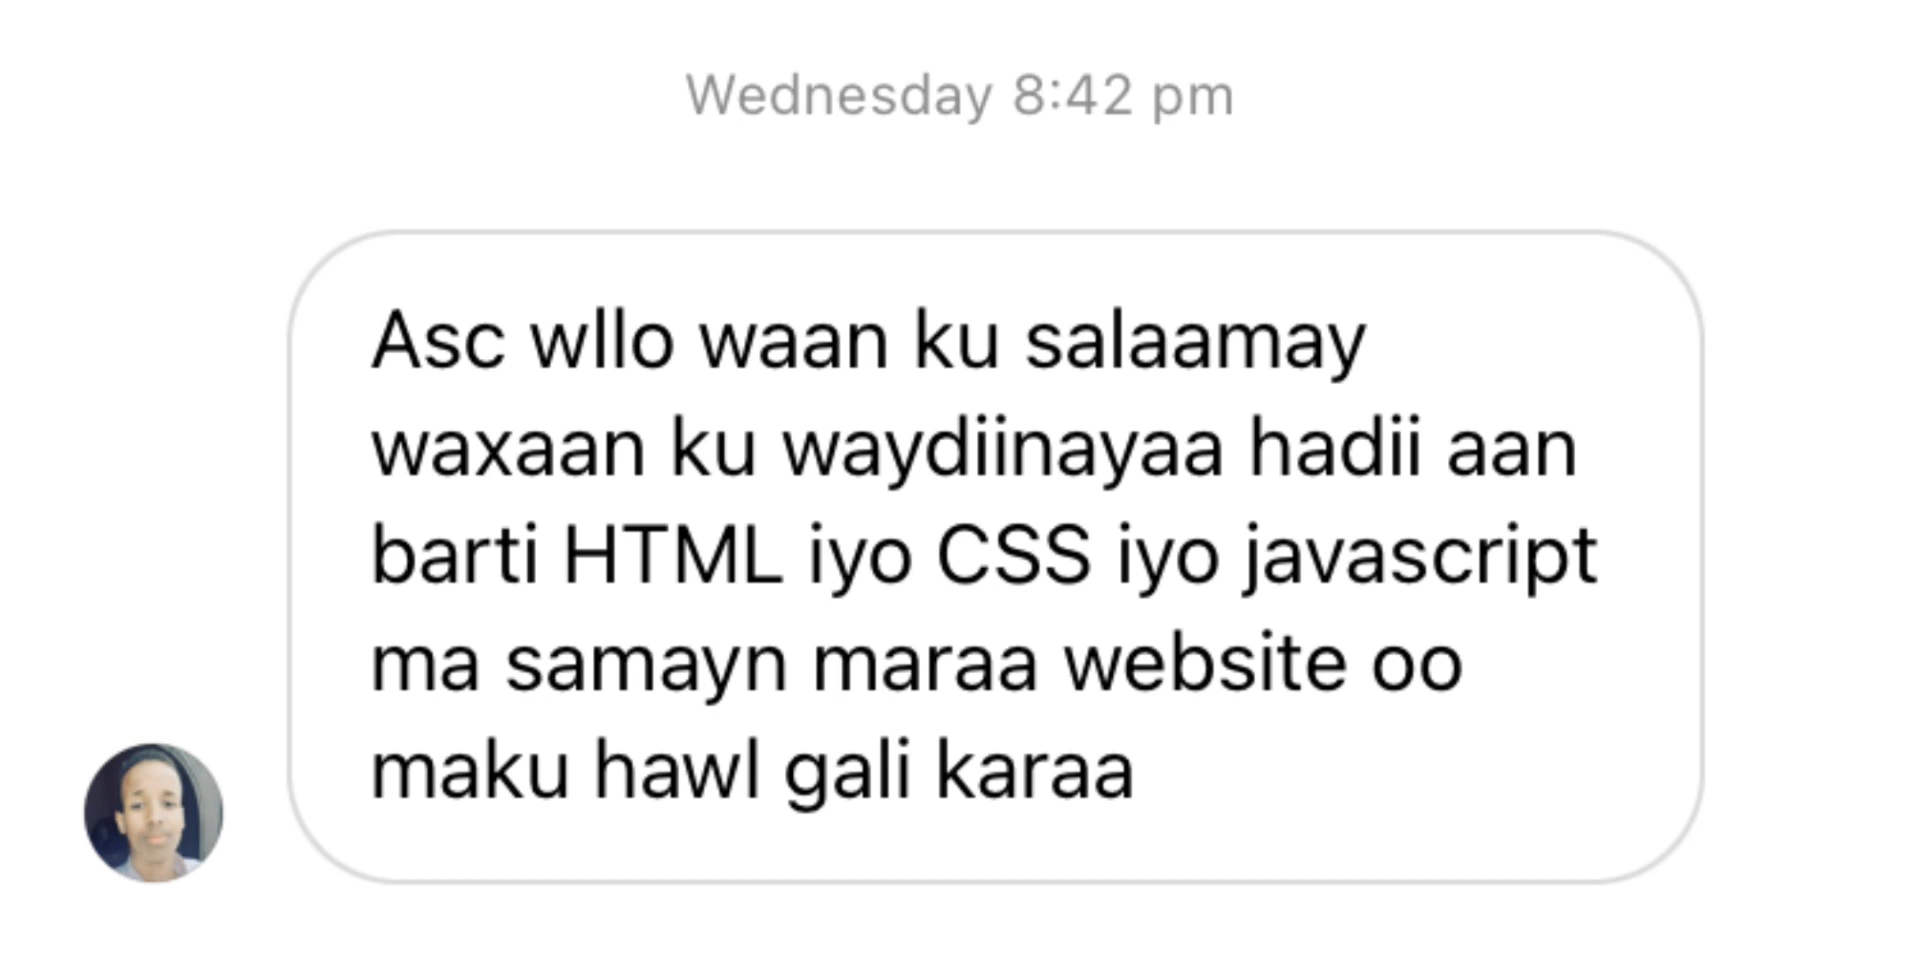 Wednesday 8:42 pm
Asc wllo waan ku salaamay
waxaan ku waydiinayaa hadii aan
barti HTML iyo CSS iyo javascript
ma samayn maraa website oo
maku hawl gali karaa